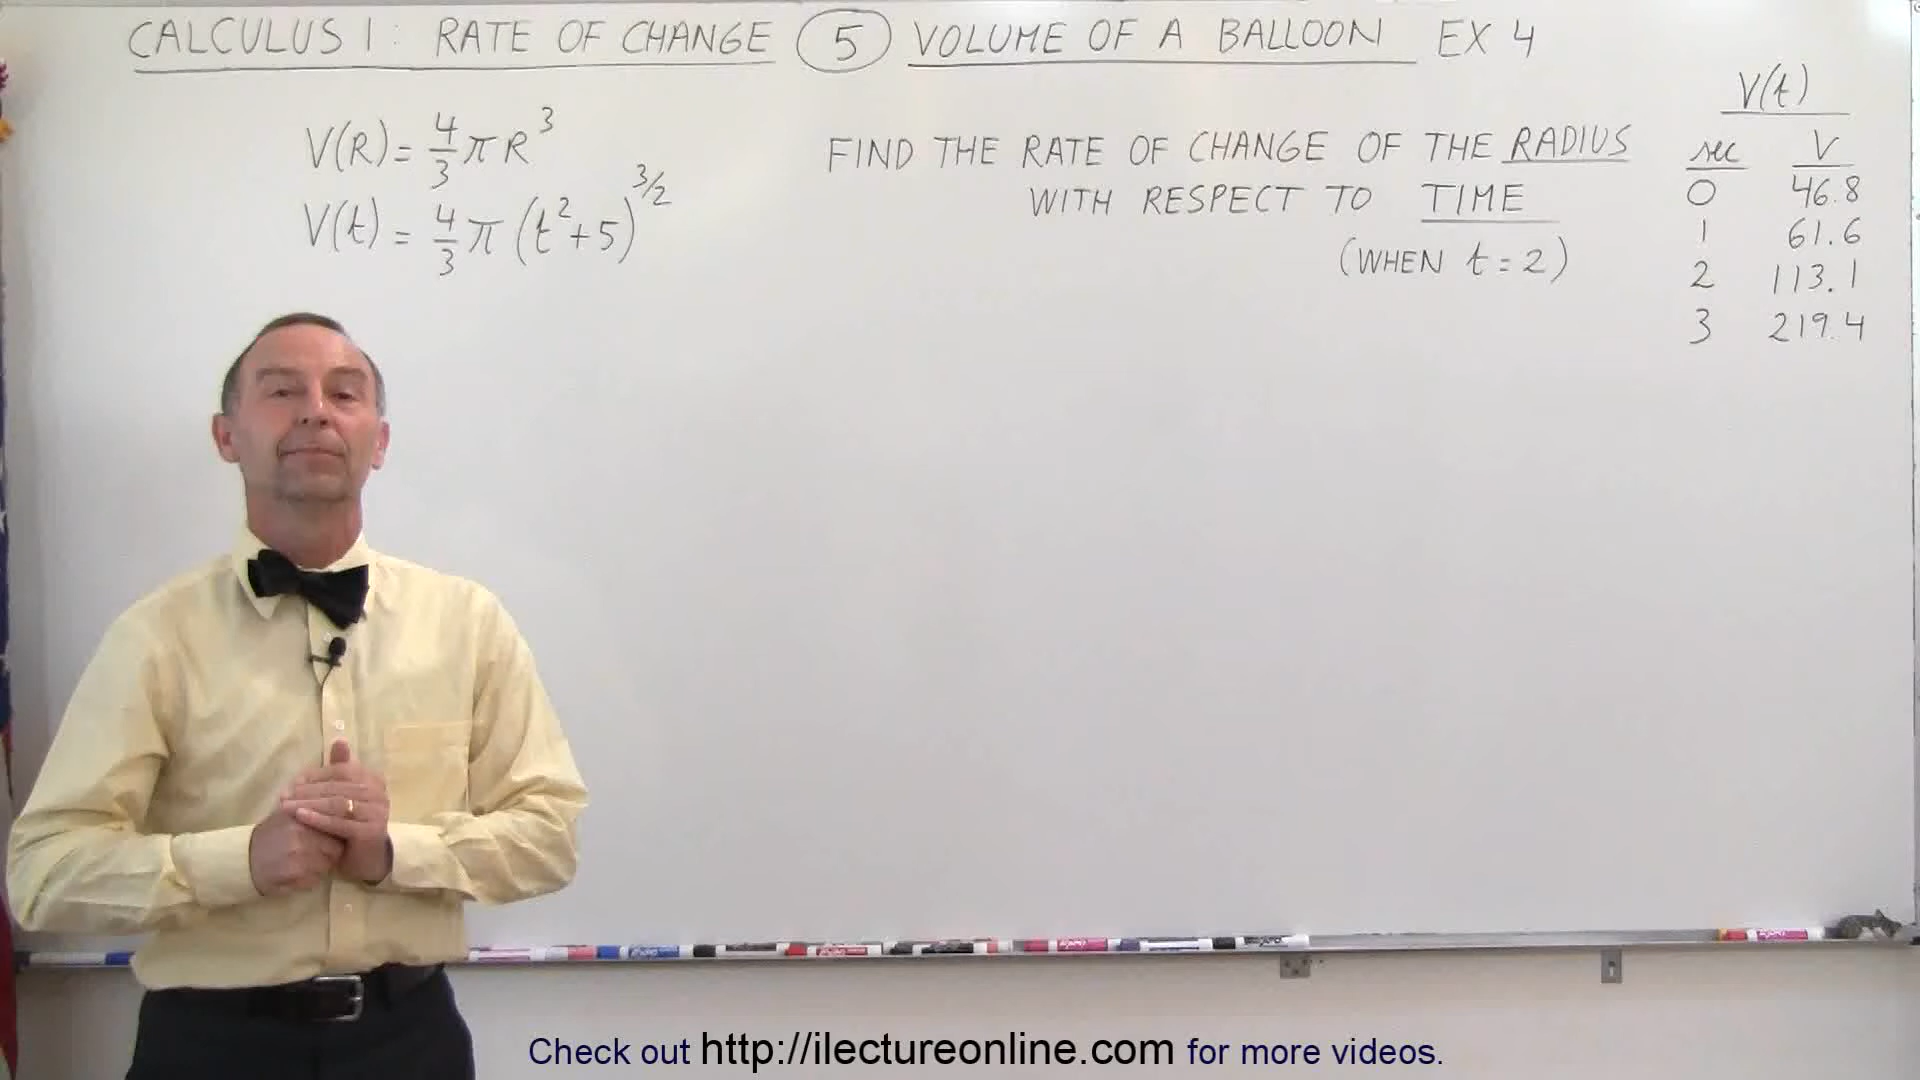 CALCULUS 1: RATE OF CHANGE 5 VOLUME OF A BALLOON EX 4
V(R) = 4/3 π R^3
V(t) = 4/3 π (t^2+5)^3/2
FIND THE RATE OF CHANGE OF THE RADIUS
WITH RESPECT TO TIME
(WHEN t = 2)
V(t)
sec V
0 46.8
1 61.6
2 113.1
3 219.4
Check out http://ilectureonline.com for more videos.